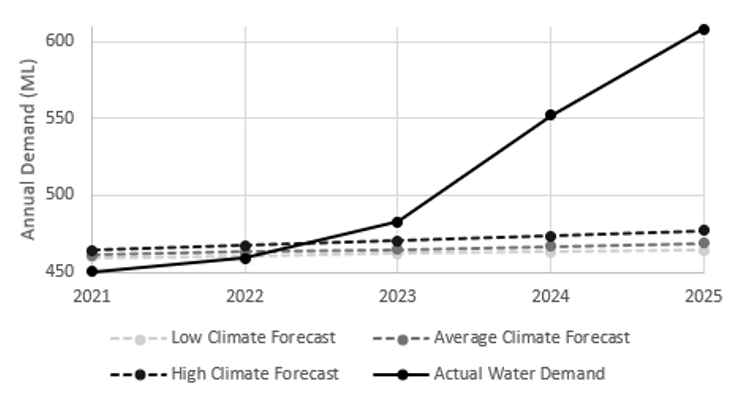 Annual Demand (ML)
600
550
500
450
2021 2022 2023 2024 2025
Low Climate Forecast Average Climate Forecast
High Climate Forecast Actual Water Demand